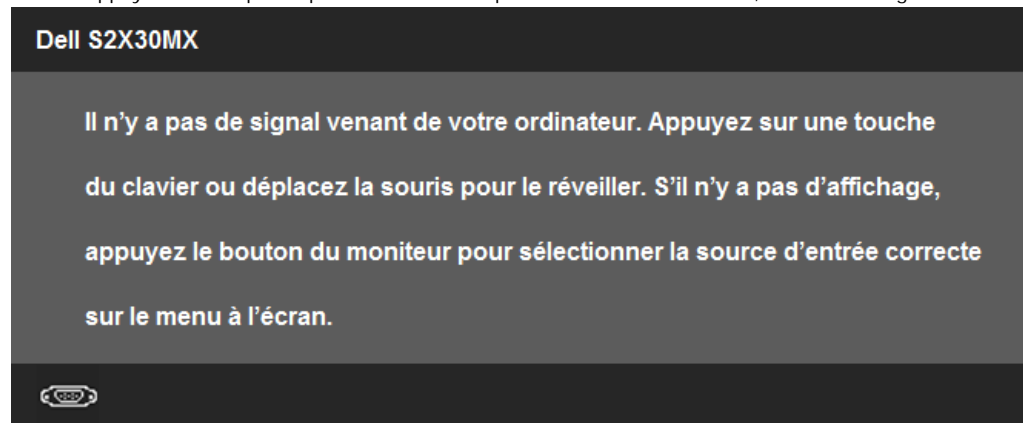 Dell S2X30MX
Il n’y a pas de signal venant de votre ordinateur. Appuyez sur une touche
du clavier ou déplacez la souris pour le réveiller. S’il n’y a pas d’affichage,
appuyez le bouton du moniteur pour sélectionner la source d’entrée correcte
sur le menu à l’écran.